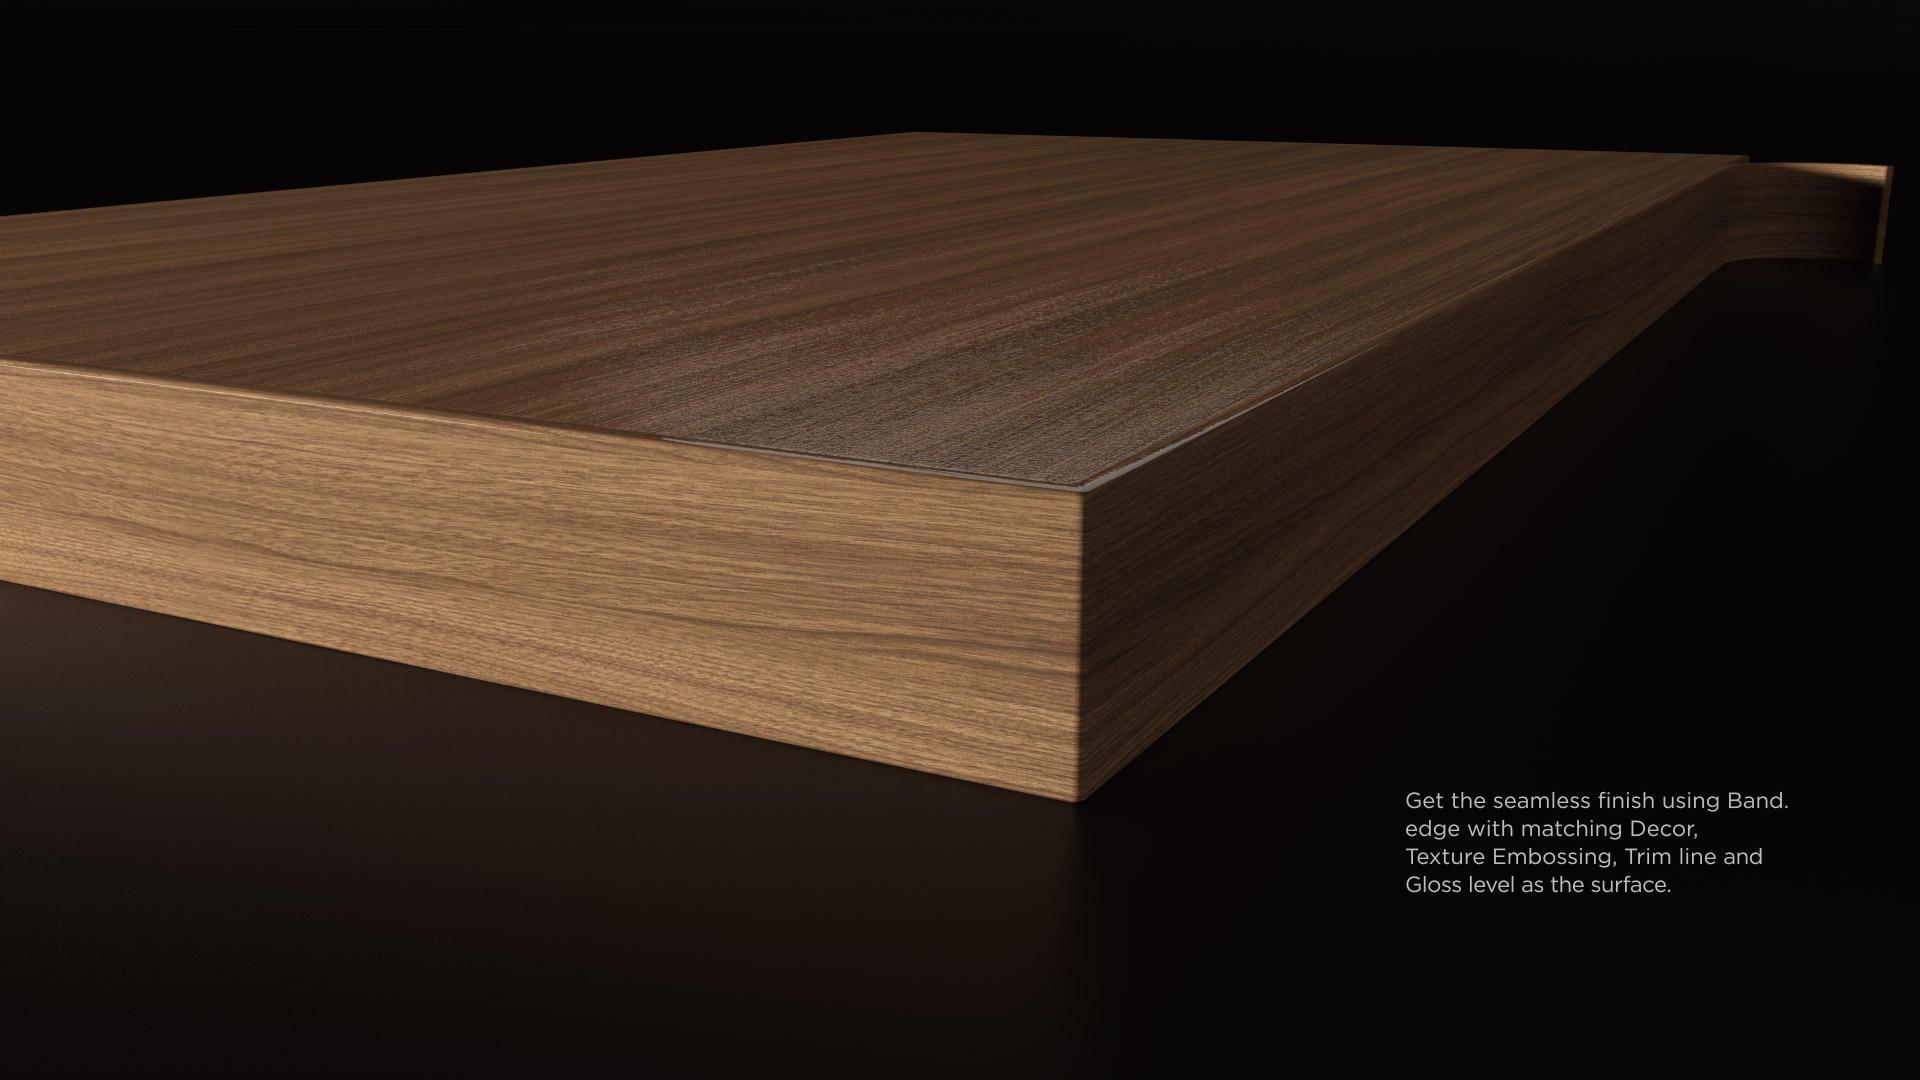 Get the seamless finish using Band.
edge with matching Decor,
Texture Embossing, Trim line and
Gloss level as the surface.